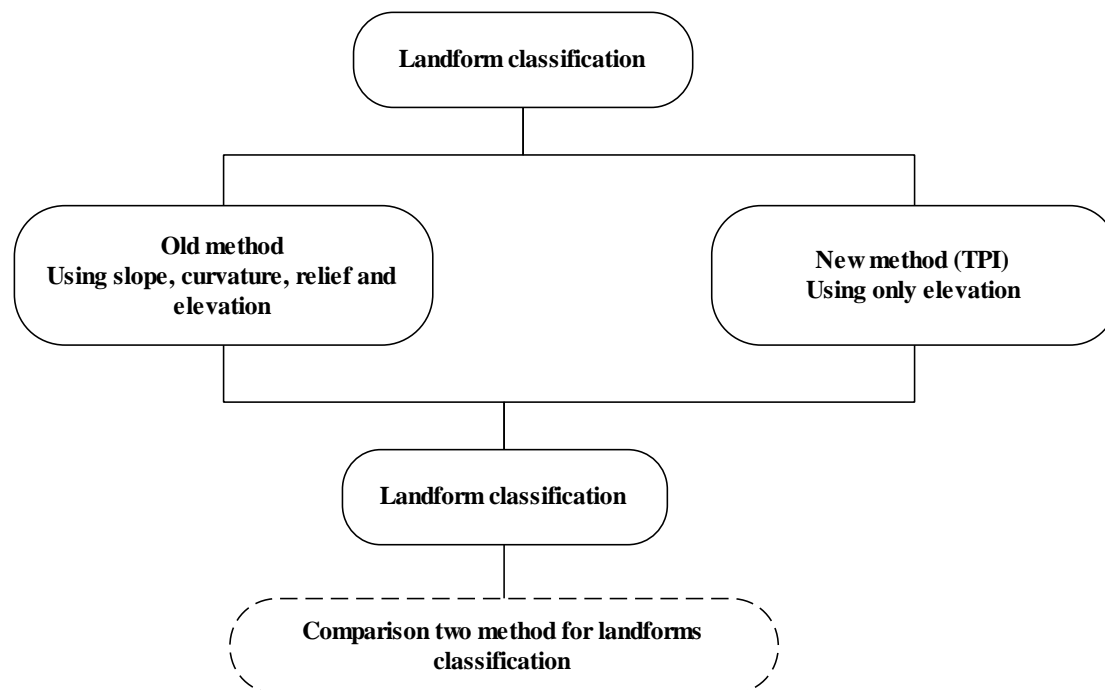 Landform classification
Old method
Using slope, curvature, relief and
elevation
New method (TPI)
Using only elevation
Landform classification
Comparison two method for landforms
classification